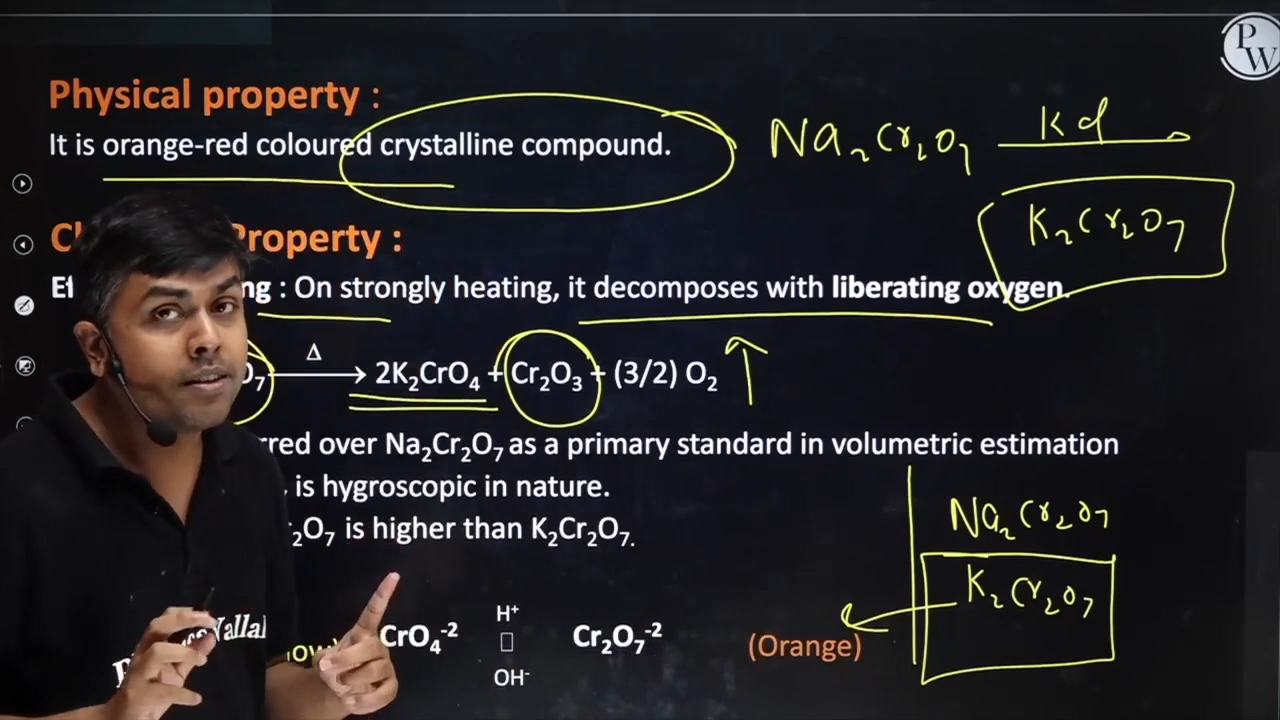 PW
Physical property :
It is orange-red coloured crystalline compound.
Na₂Cr₂O₇ Kcl
K₂Cr₂O₇
Property :
: On strongly heating, it decomposes with liberating oxygen.
O₇ Δ ⟶ 2K₂CrO₄ + Cr₂O₃ + (3/2) O₂ ↑
over Na₂Cr₂O₇ as a primary standard in volumetric estimation
is hygroscopic in nature.
₂O₇ is higher than K₂Cr₂O₇.
Na₂Cr₂O₇
K₂Cr₂O₇
H⁺
CrO₄⁻² ▯ Cr₂O₇⁻² (Orange)
OH⁻